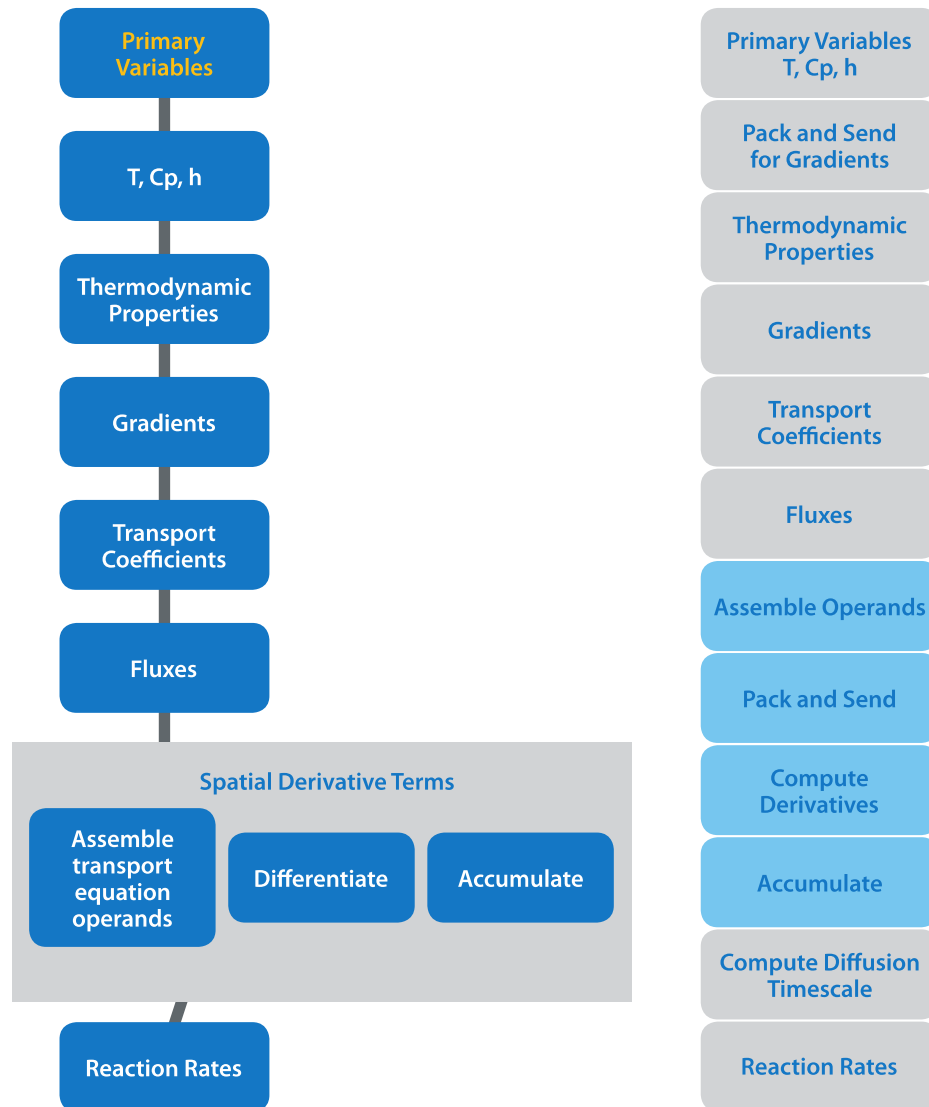 Primary
Variables
T, Cp, h
Thermodynamic
Properties
Gradients
Transport
Coefficients
Fluxes
Spatial Derivative Terms
Assemble
transport
equation
operands
Differentiate
Accumulate
Reaction Rates
Primary Variables
T, Cp, h
Pack and Send
for Gradients
Thermodynamic
Properties
Gradients
Transport
Coefficients
Fluxes
Assemble Operands
Pack and Send
Compute
Derivatives
Accumulate
Compute Diffusion
Timescale
Reaction Rates